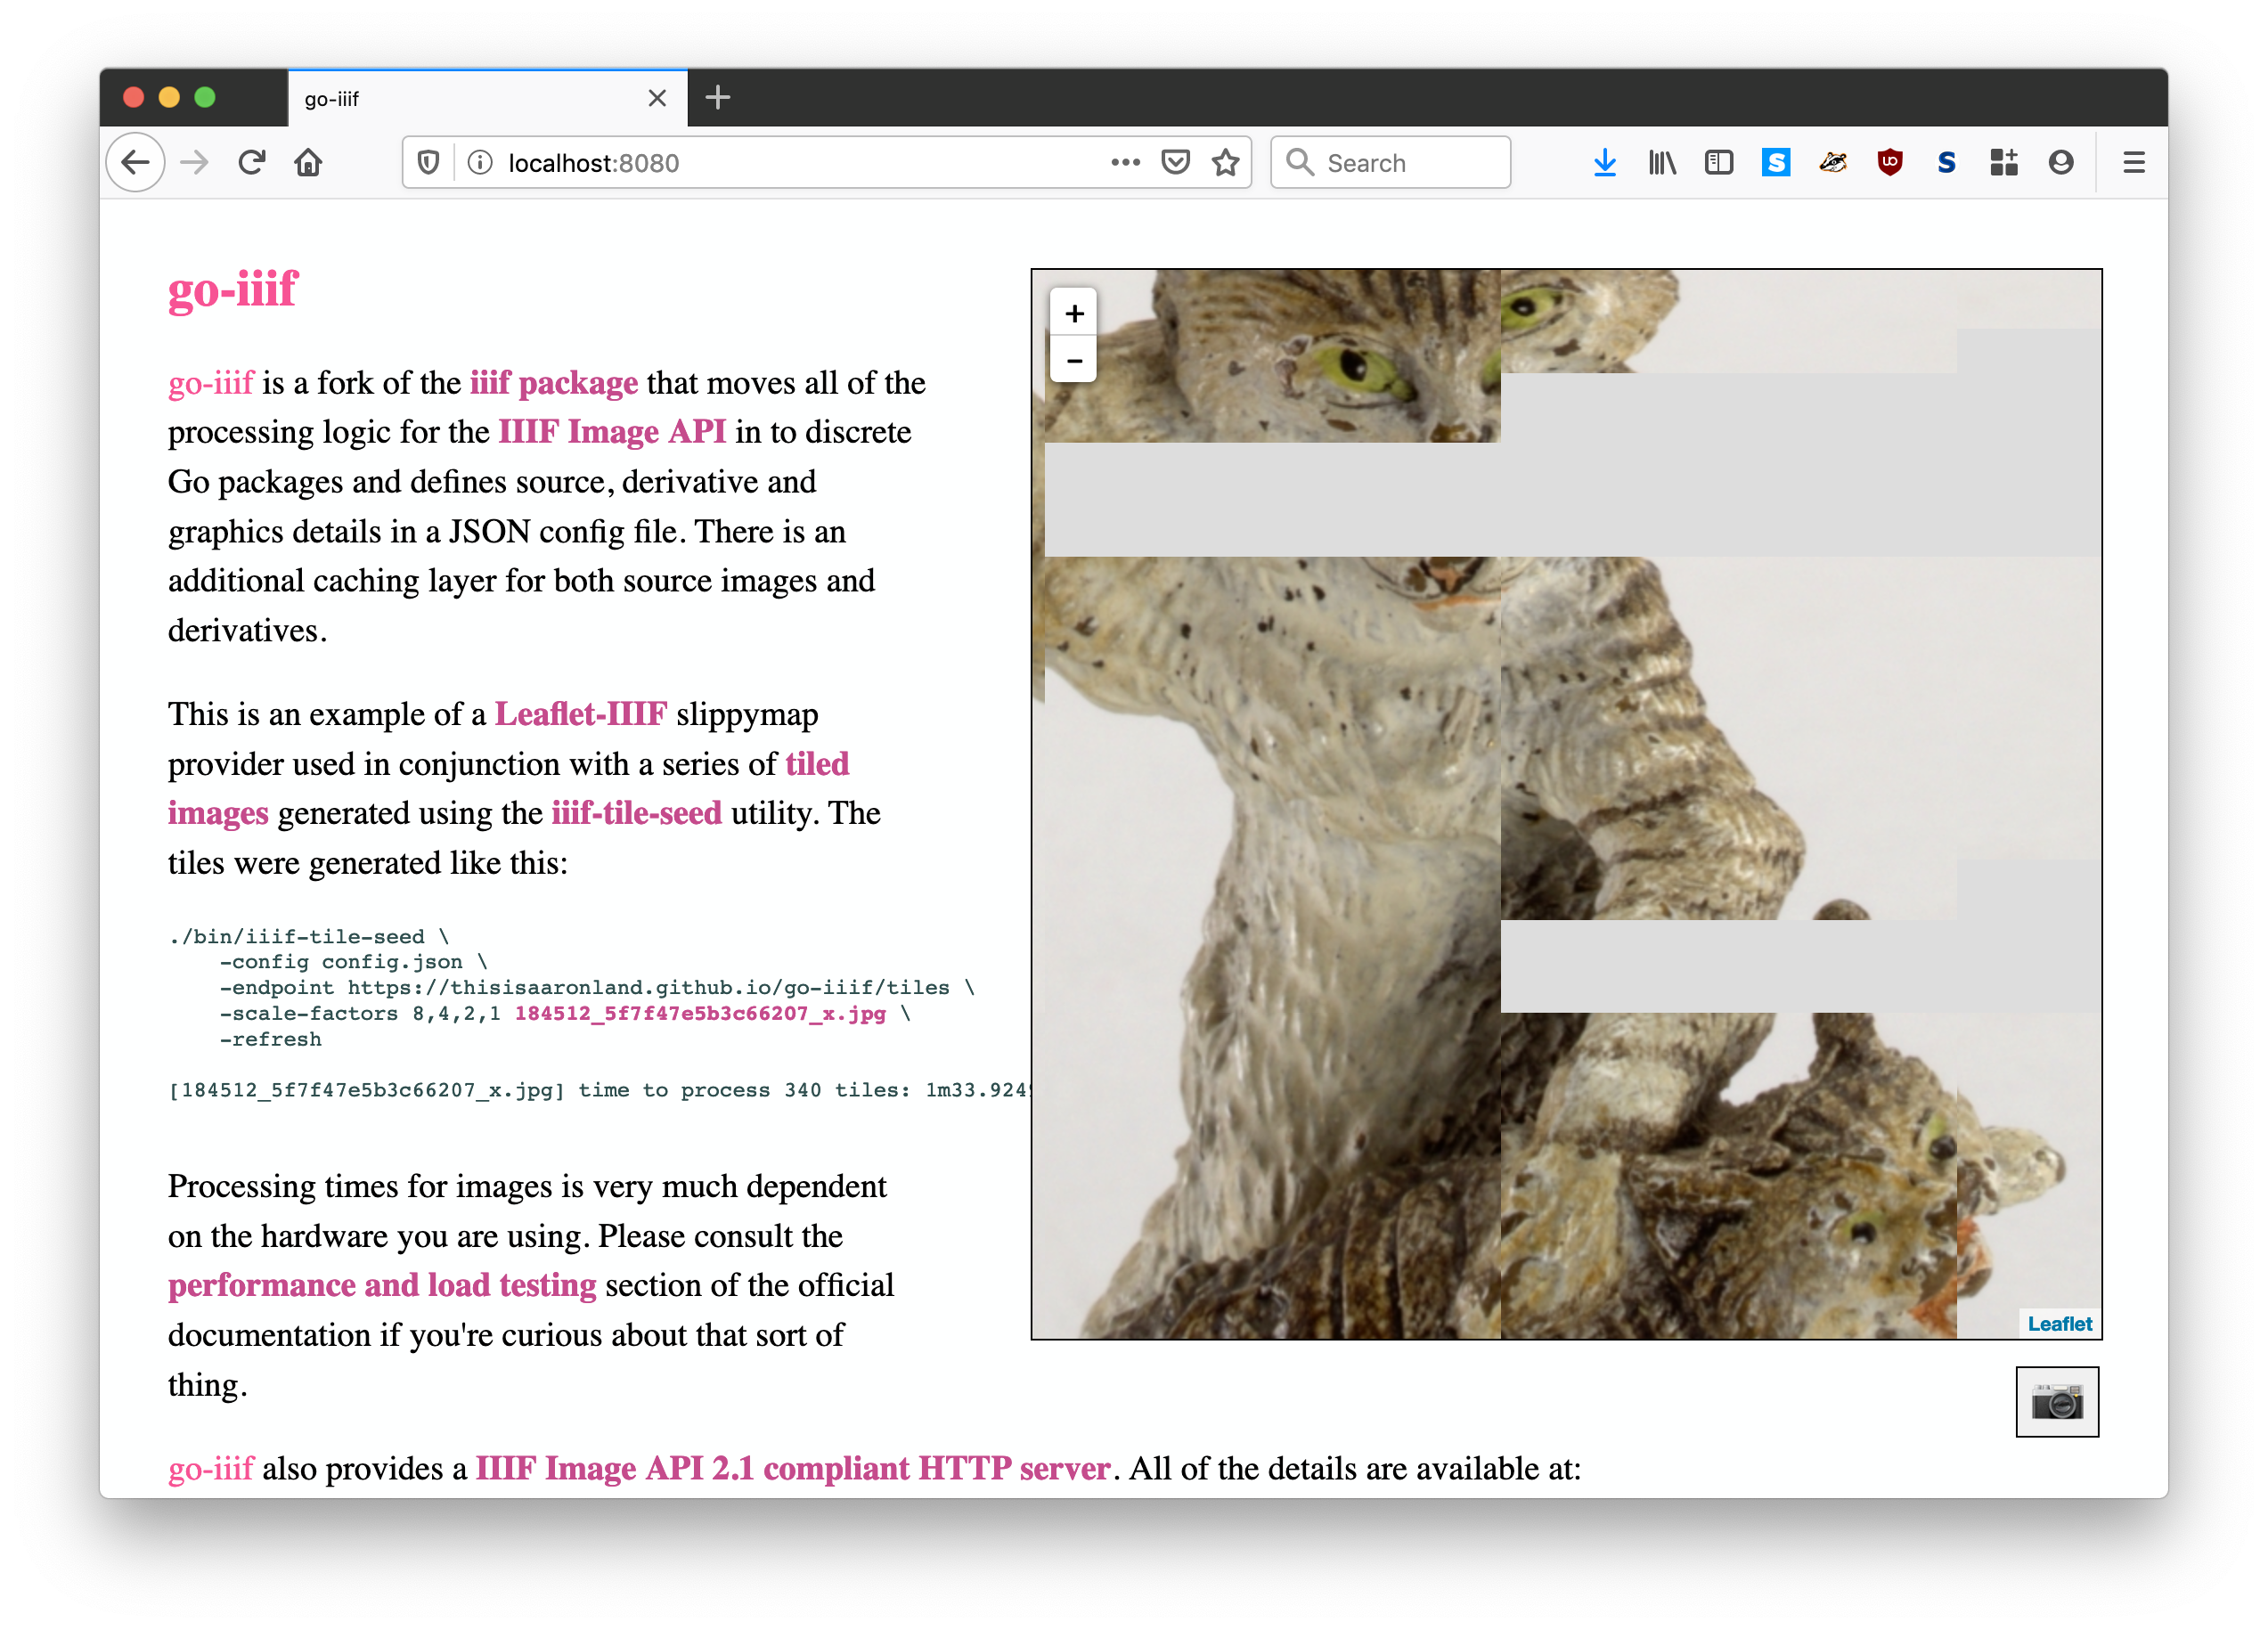 go-iiif
localhost:8080
Search
go-iiif
go-iiif is a fork of the iiif package that moves all of the
processing logic for the IIIF Image API in to discrete
Go packages and defines source, derivative and
graphics details in a JSON config file. There is an
additional caching layer for both source images and
derivatives.
This is an example of a Leaflet-IIIF slippymap
provider used in conjunction with a series of tiled
images generated using the iiif-tile-seed utility. The
tiles were generated like this:
./bin/iiif-tile-seed \
-config config.json \
-endpoint https://thisisaaronland.github.io/go-iiif/tiles \
-scale-factors 8,4,2,1 184512_5f7f47e5b3c66207_x.jpg \
-refresh
[184512_5f7f47e5b3c66207_x.jpg] time to process 340 tiles: 1m33.924
Processing times for images is very much dependent
on the hardware you are using. Please consult the
performance and load testing section of the official
documentation if you're curious about that sort of
thing.
+
−
Leaflet
go-iiif also provides a IIIF Image API 2.1 compliant HTTP server. All of the details are available at: